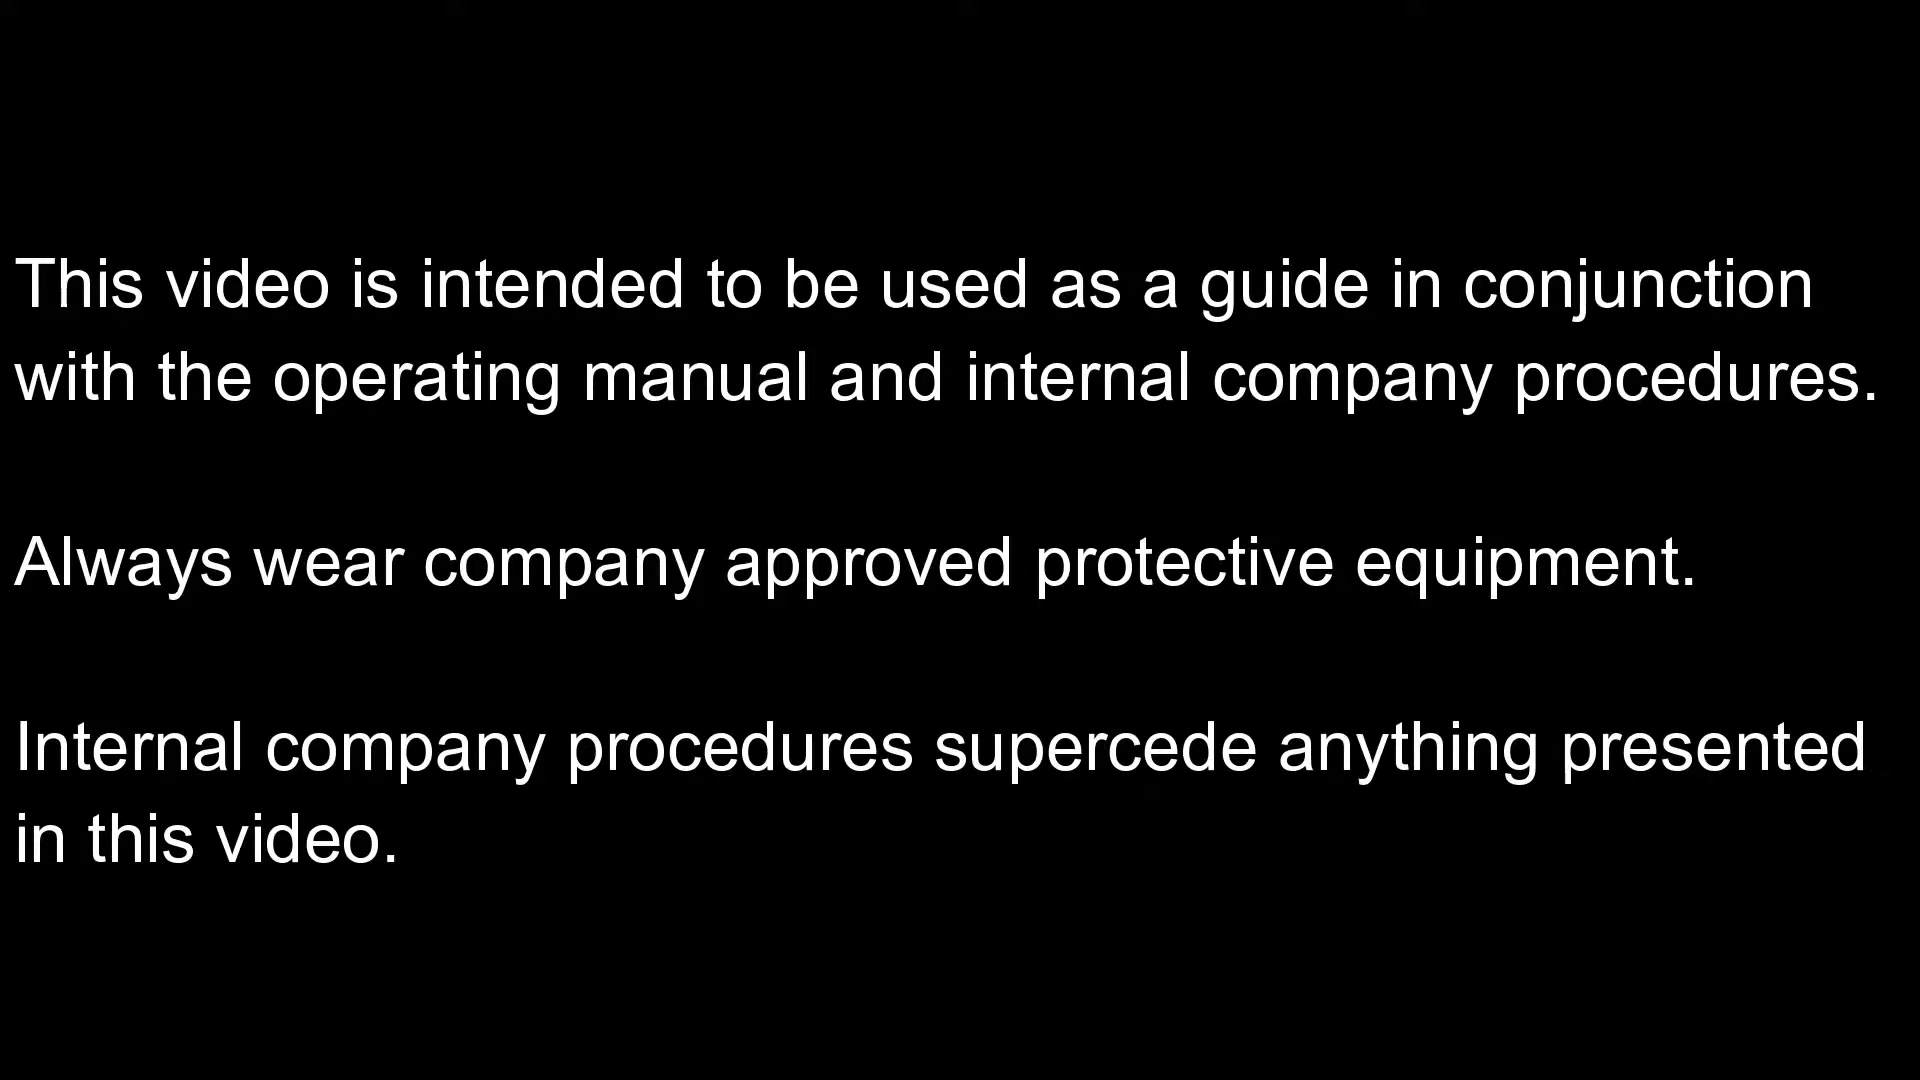 This video is intended to be used as a guide in conjunction
with the operating manual and internal company procedures.
Always wear company approved protective equipment.
Internal company procedures supercede anything presented
in this video.